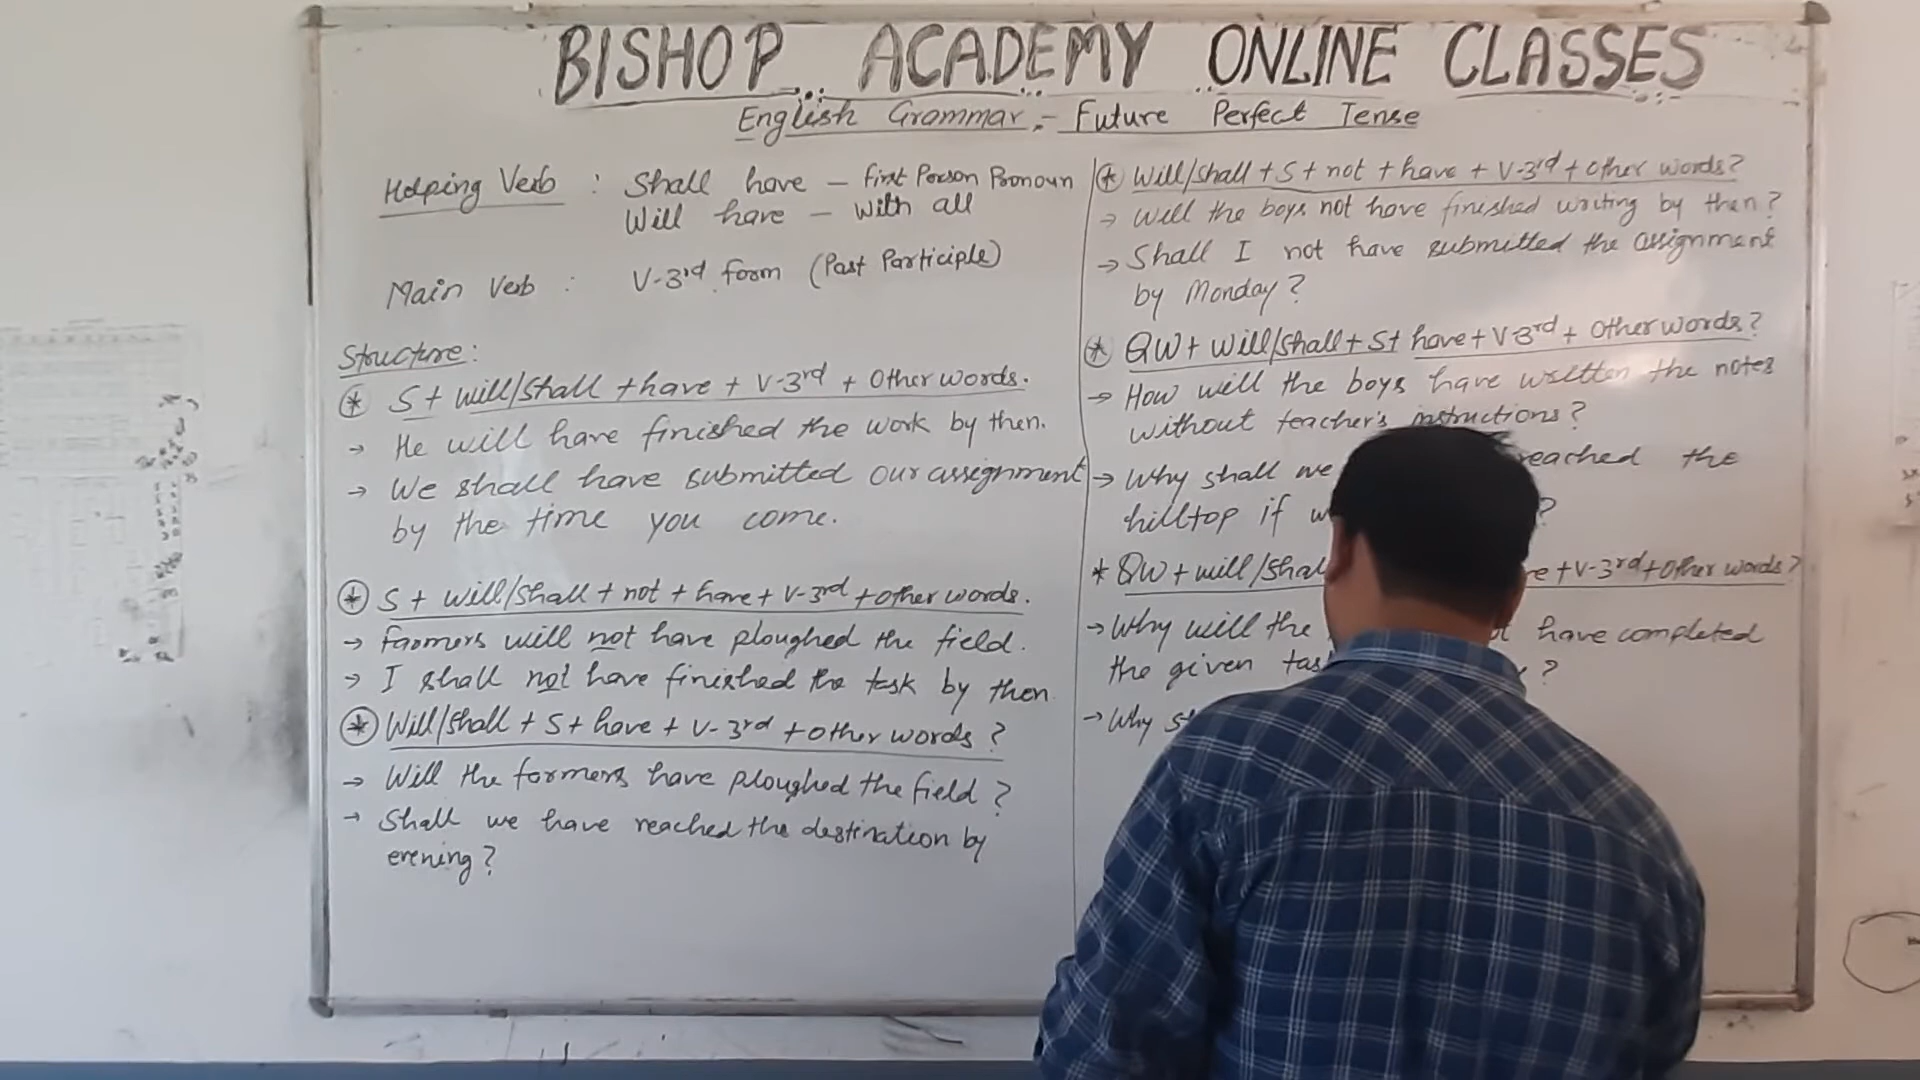 BISHOP ACADEMY ONLINE CLASSES
English Grammar :- Future Perfect Tense
Helping Verb : Shall have – first Person Pronoun
Will have – With all
Main Verb : V-3rd form (Past Participle)
Structure:
* S + will/shall + have + V-3rd + Other words.
→ He will have finished the work by then.
→ We shall have submitted our assignment
by the time you come.
* S + will/shall + not + have + V-3rd + other words.
→ Farmers will not have ploughed the field.
→ I shall not have finished the task by then
* Will/shall + S + have + V-3rd + other words?
→ Will the farmers have ploughed the field?
→ Shall we have reached the destination by
evening?
* Will/shall + S + not + have + V-3rd + other words?
→ Will the boys not have finished writing by then?
→ Shall I not have submitted the assignment
by Monday?
* QW + will/shall + S + have + V-3rd + Other words?
→ How will the boys have written the notes
without teacher's instructions?
→ Why shall we reached the
hilltop if ?
* QW + will/shal + V-3rd + Other words?
→ Why will the have completed
the given ?
→ Why